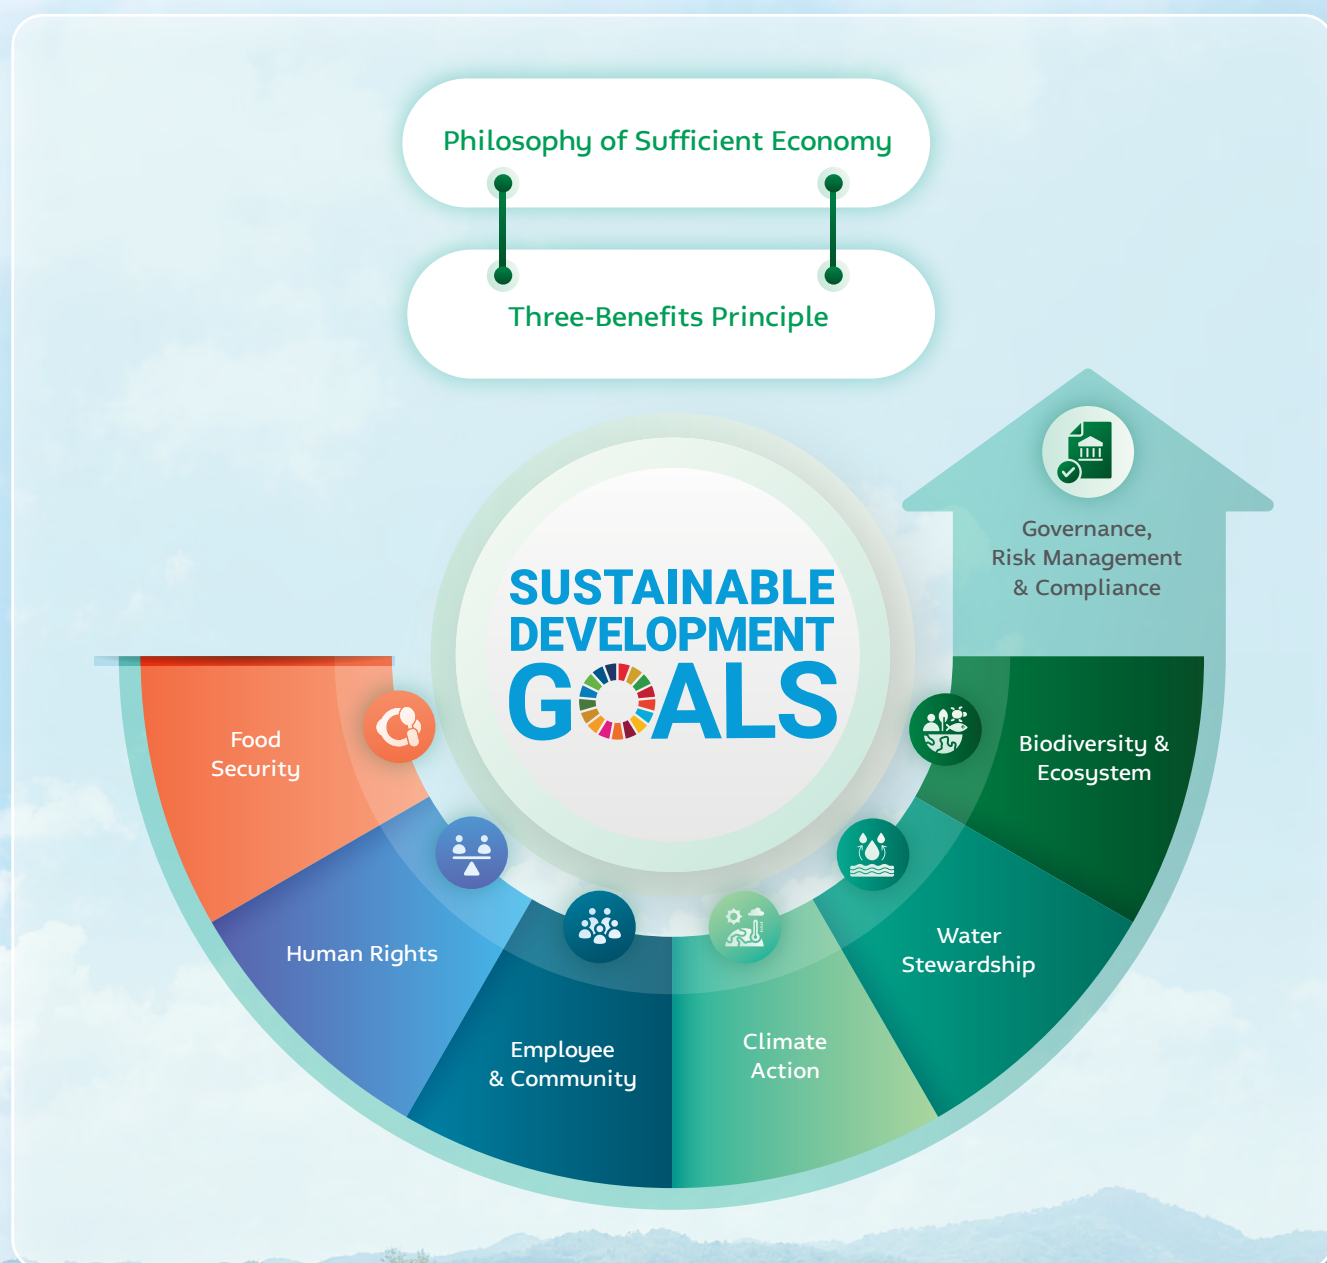 Philosophy of Sufficient Economy
Three-Benefits Principle
SUSTAINABLE
DEVELOPMENT
GOALS
Governance,
Risk Management
& Compliance
Food
Security
Human Rights
Employee
& Community
Climate
Action
Water
Stewardship
Biodiversity &
Ecosystem